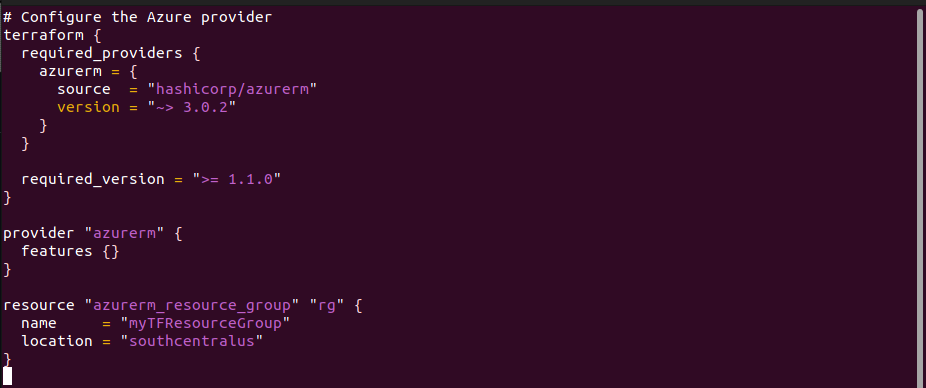 # Configure the Azure provider
terraform {
  required_providers {
    azurerm = {
      source  = "hashicorp/azurerm"
      version = "~> 3.0.2"
    }
  }

  required_version = ">= 1.1.0"
}

provider "azurerm" {
  features {}
}

resource "azurerm_resource_group" "rg" {
  name     = "myTFResourceGroup"
  location = "southcentralus"
}